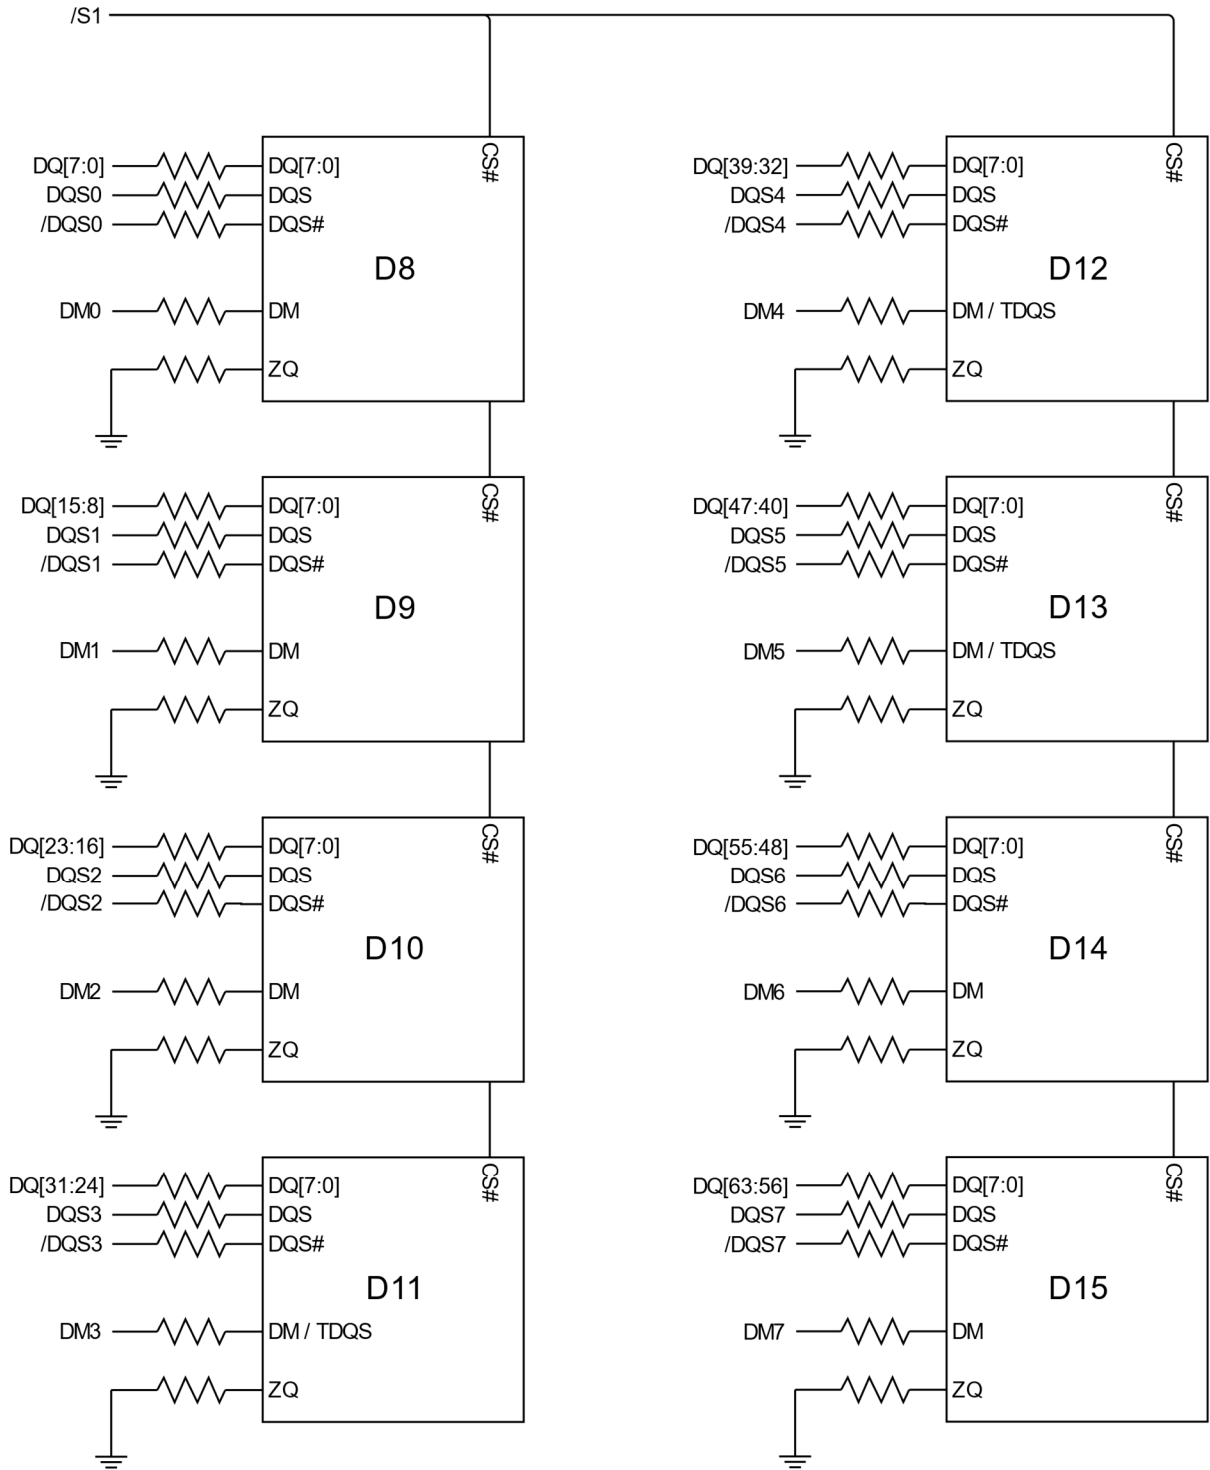 /S1
CS#
DQ[7:0] DQ[7:0]
DQS0 DQS
/DQS0 DQS#
D8
DM0 DM
ZQ
CS#
DQ[15:8] DQ[7:0]
DQS1 DQS
/DQS1 DQS#
D9
DM1 DM
ZQ
CS#
DQ[23:16] DQ[7:0]
DQS2 DQS
/DQS2 DQS#
D10
DM2 DM
ZQ
CS#
DQ[31:24] DQ[7:0]
DQS3 DQS
/DQS3 DQS#
D11
DM3 DM / TDQS
ZQ
CS#
DQ[39:32] DQ[7:0]
DQS4 DQS
/DQS4 DQS#
D12
DM4 DM / TDQS
ZQ
CS#
DQ[47:40] DQ[7:0]
DQS5 DQS
/DQS5 DQS#
D13
DM5 DM / TDQS
ZQ
CS#
DQ[55:48] DQ[7:0]
DQS6 DQS
/DQS6 DQS#
D14
DM6 DM
ZQ
CS#
DQ[63:56] DQ[7:0]
DQS7 DQS
/DQS7 DQS#
D15
DM7 DM
ZQ